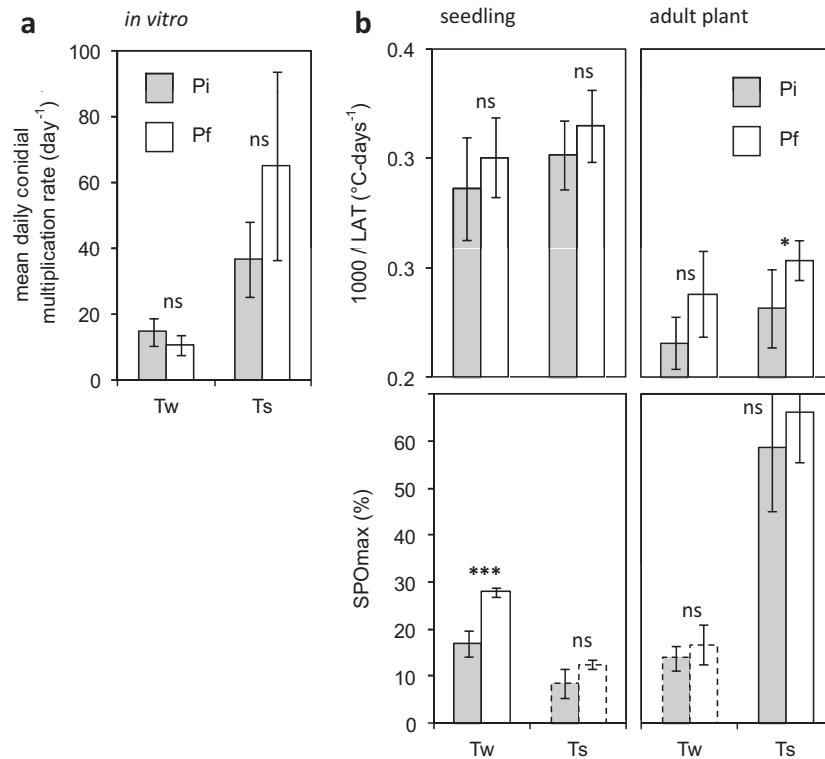 a
in vitro
mean daily conidial
multiplication rate (day⁻¹)
100
80
60
40
20
0
Pi
Pf
ns
ns
Tw
Ts
b
seedling
adult plant
1000 / LAT (°C-days⁻¹)
0.4
0.3
0.3
0.2
ns
ns
Pi
Pf
ns
*
SPOmax (%)
60
50
40
30
20
10
0
***
ns
ns
ns
Tw
Ts
Tw
Ts